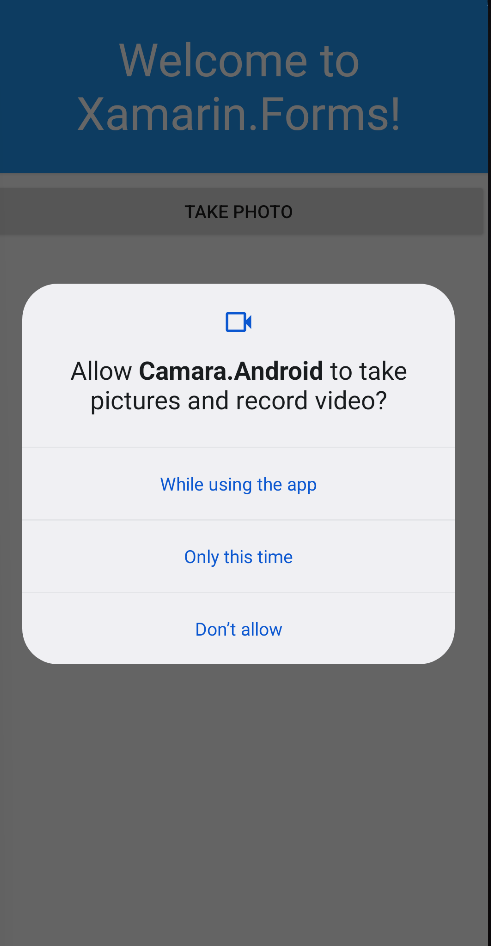 Welcome to
Xamarin.Forms!
TAKE PHOTO
Allow Camara.Android to take
pictures and record video?
While using the app
Only this time
Don’t allow